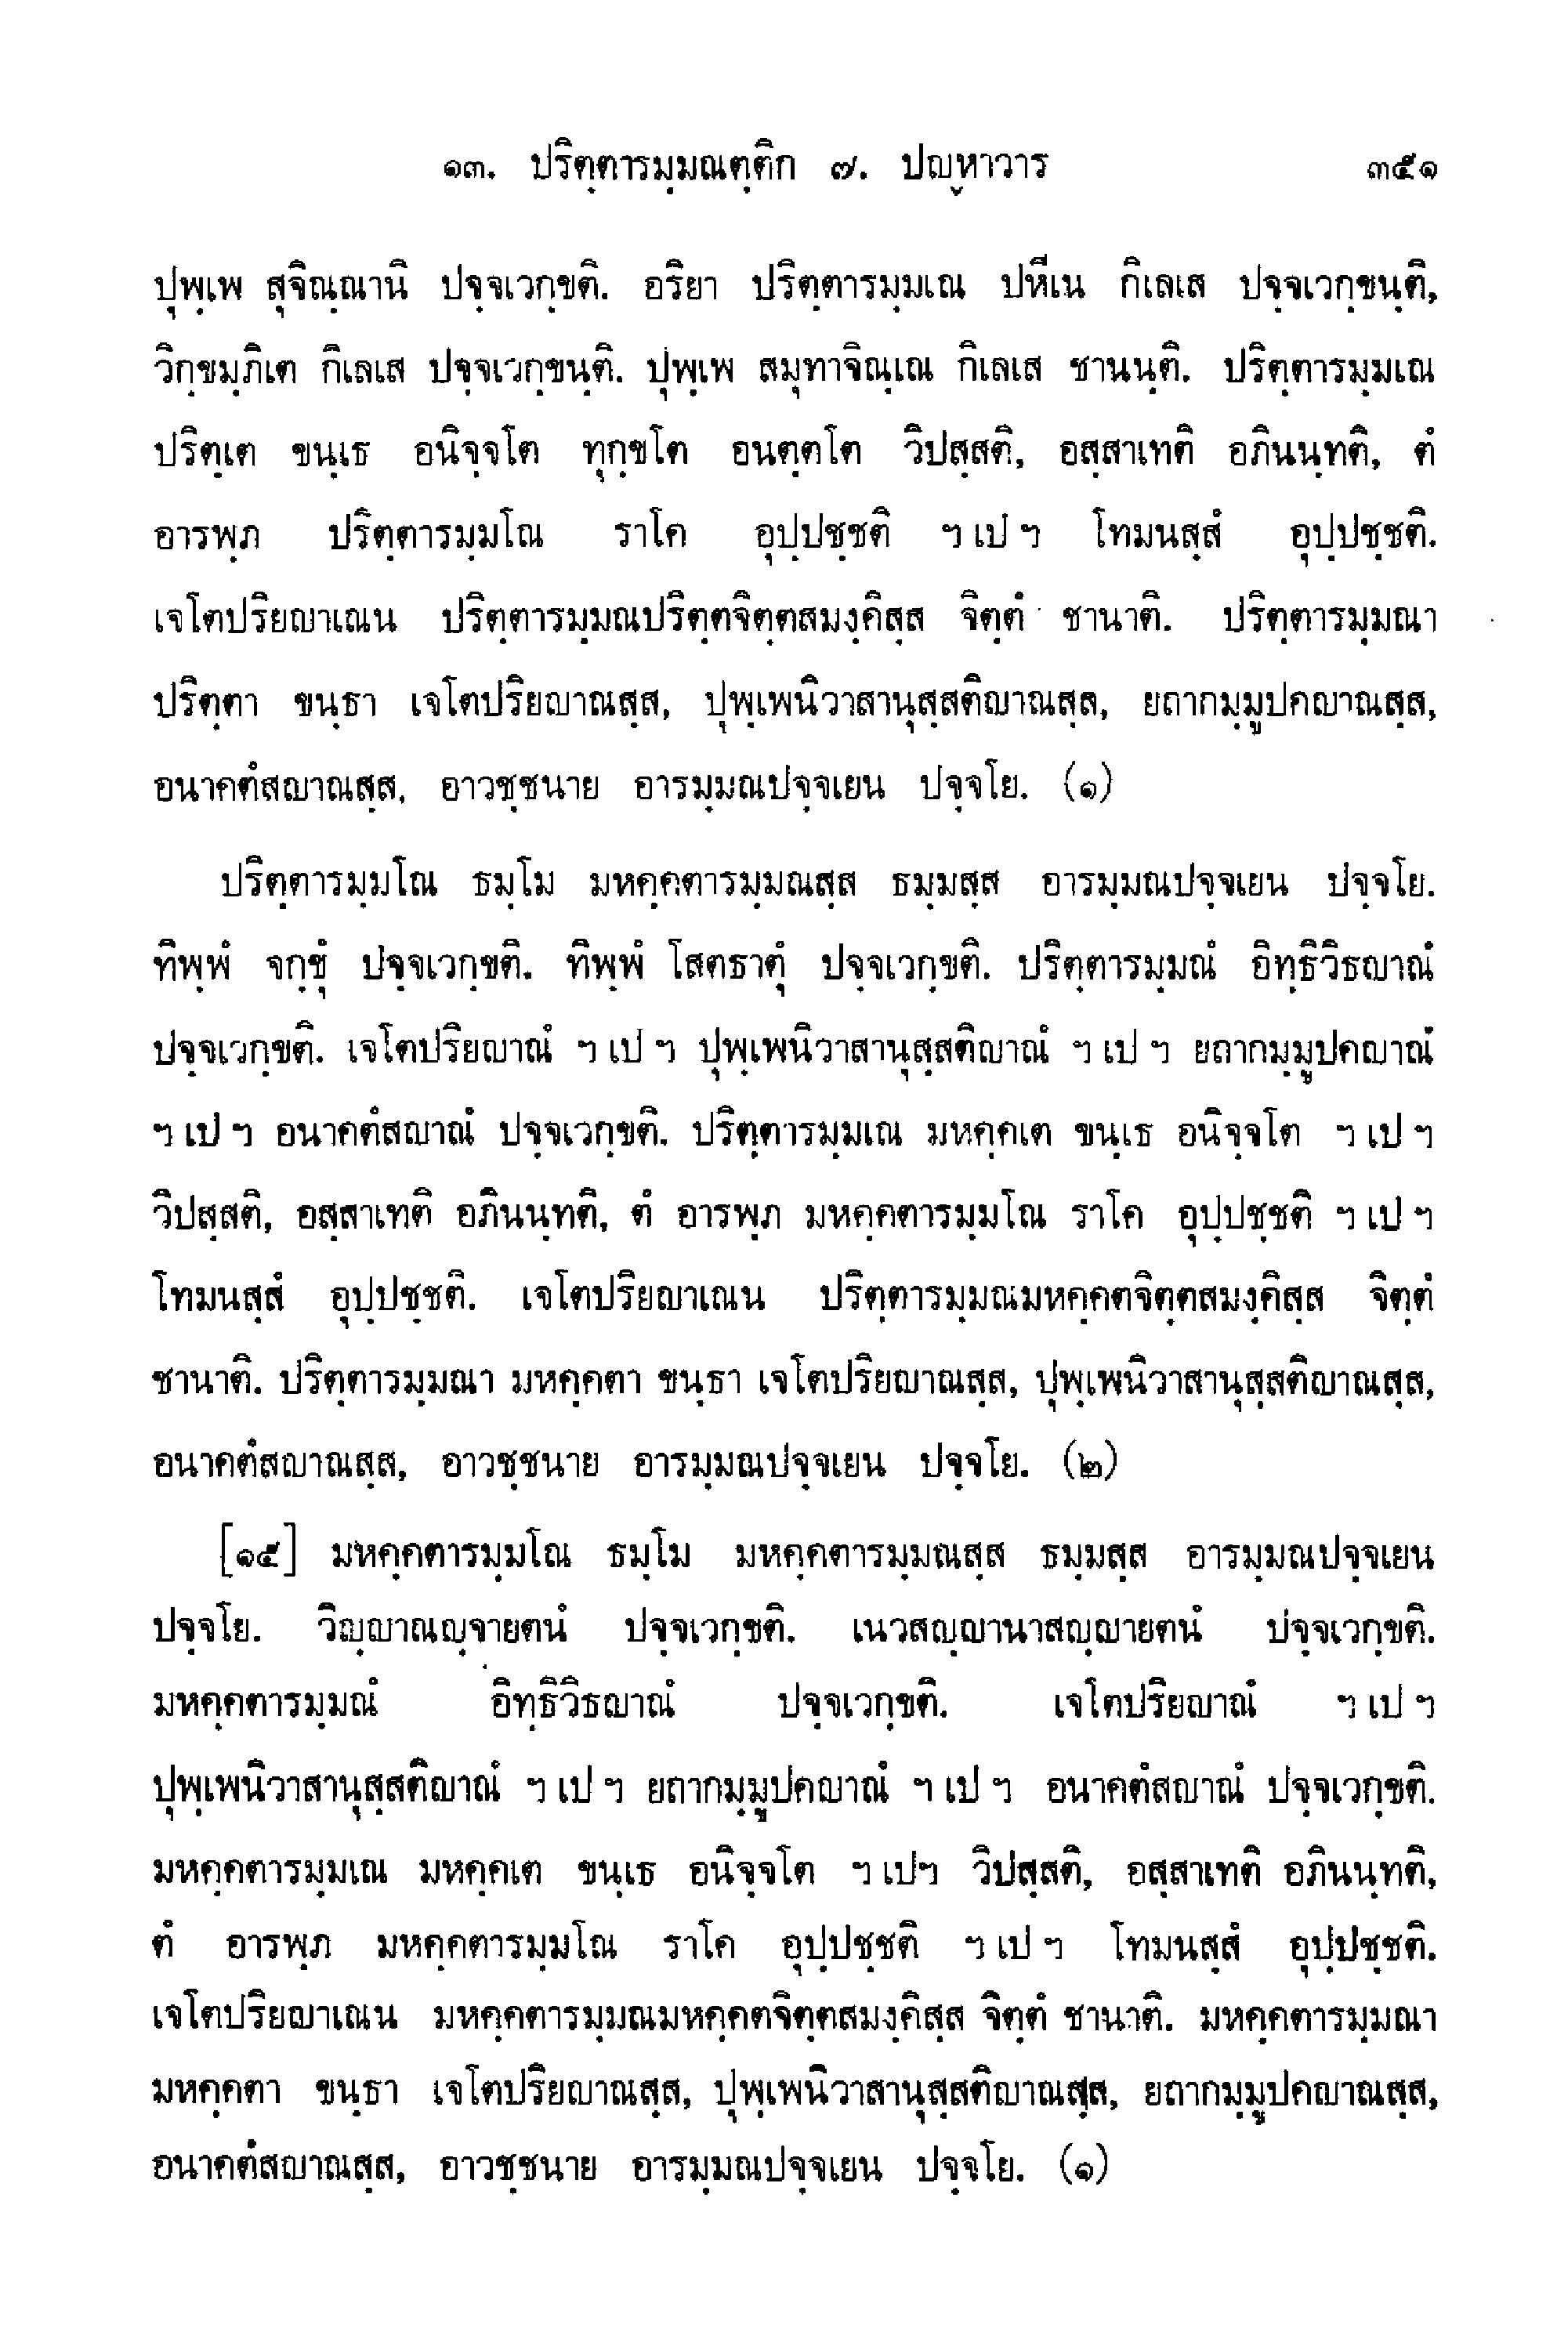 ๑๓. ปริตฺตารมฺมณตฺติก ๗. ปญฺหาวาร ๓๕๑
ปุพฺเพ สุจิณฺณานิ ปจฺจเวกฺขติ. อริยา ปริตฺตารมฺมเณ ปหีเน กิเลเส ปจฺจเวกฺขนฺติ,
วิกฺขมฺภิเต กิเลเส ปจฺจเวกฺขนฺติ. ปุพฺเพ สมุทาจิณฺเณ กิเลเส ชานนฺติ. ปริตฺตารมฺมเณ
ปริตฺเต ขนฺเธ อนิจฺจโต ทุกฺขโต อนตฺตโต วิปสฺสติ, อสฺสาเทติ อภินนฺทติ, ตํ
อารพฺภ ปริตฺตารมฺมโณ ราโค อุปฺปชฺชติ ฯ เป ฯ โทมนสฺสํ อุปฺปชฺชติ.
เจโตปริยญาเณน ปริตฺตารมฺมณปริตฺตจิตฺตสมงฺคิสฺส จิตฺตํ ชานาติ. ปริตฺตารมฺมณา
ปริตฺตา ขนฺธา เจโตปริยญาณสฺส, ปุพฺเพนิวาสานุสฺสติญาณสฺส, ยถากมฺมูปคญาณสฺส,
อนาคตํสญาณสฺส, อาวชฺชนาย อารมฺมณปจฺจเยน ปจฺจโย. (๑)
ปริตฺตารมฺมโณ ธมฺโม มหคฺคตารมฺมณสฺส ธมฺมสฺส อารมฺมณปจฺจเยน ปจฺจโย.
ทิพฺพํ จกฺขุํ ปจฺจเวกฺขติ. ทิพฺพํ โสตธาตุํ ปจฺจเวกฺขติ. ปริตฺตารมฺมณํ อิทฺธิวิธญาณํ
ปจฺจเวกฺขติ. เจโตปริยญาณํ ฯ เป ฯ ปุพฺเพนิวาสานุสฺสติญาณํ ฯ เป ฯ ยถากมฺมูปคญาณํ
ฯ เป ฯ อนาคตํสญาณํ ปจฺจเวกฺขติ. ปริตฺตารมฺมเณ มหคฺคเต ขนฺเธ อนิจฺจโต ฯ เป ฯ
วิปสฺสติ, อสฺสาเทติ อภินนฺทติ, ตํ อารพฺภ มหคฺคตารมฺมโณ ราโค อุปฺปชฺชติ ฯ เป ฯ
โทมนสฺสํ อุปฺปชฺชติ. เจโตปริยญาเณน ปริตฺตารมฺมณมหคฺคตจิตฺตสมงฺคิสฺส จิตฺตํ
ชานาติ. ปริตฺตารมฺมณา มหคฺคตา ขนฺธา เจโตปริยญาณสฺส, ปุพฺเพนิวาสานุสฺสติญาณสฺส,
อนาคตํสญาณสฺส, อาวชฺชนาย อารมฺมณปจฺจเยน ปจฺจโย. (๒)
[๑๕] มหคฺคตารมฺมโณ ธมฺโม มหคฺคตารมฺมณสฺส ธมฺมสฺส อารมฺมณปจฺจเยน
ปจฺจโย. วิญฺญาณญฺจายตนํ ปจฺจเวกฺขติ. เนวสญฺญานาสญฺญายตนํ ปจฺจเวกฺขติ.
มหคฺคตารมฺมณํ อิทฺธิวิธญาณํ ปจฺจเวกฺขติ. เจโตปริยญาณํ ฯ เป ฯ
ปุพฺเพนิวาสานุสฺสติญาณํ ฯ เป ฯ ยถากมฺมูปคญาณํ ฯ เป ฯ อนาคตํสญาณํ ปจฺจเวกฺขติ.
มหคฺคตารมฺมเณ มหคฺคเต ขนฺเธ อนิจฺจโต ฯ เปฯ วิปสฺสติ, อสฺสาเทติ อภินนฺทติ,
ตํ อารพฺภ มหคฺคตารมฺมโณ ราโค อุปฺปชฺชติ ฯ เป ฯ โทมนสฺสํ อุปฺปชฺชติ.
เจโตปริยญาเณน มหคฺคตารมฺมณมหคฺคตจิตฺตสมงฺคิสฺส จิตฺตํ ชานาติ. มหคฺคตารมฺมณา
มหคฺคตา ขนฺธา เจโตปริยญาณสฺส, ปุพฺเพนิวาสานุสฺสติญาณสฺส, ยถากมฺมูปคญาณสฺส,
อนาคตํสญาณสฺส, อาวชฺชนาย อารมฺมณปจฺจเยน ปจฺจโย. (๑)